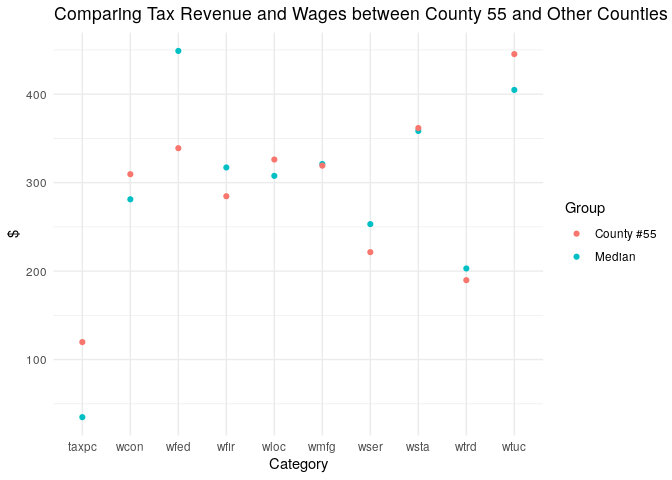 Comparing Tax Revenue and Wages between County 55 and Other Counties
400
300
200
100
$
taxpc wcon wfed wfir wloc wmfg wser wsta wtrd wtuc
Category
Group
County #55
Median